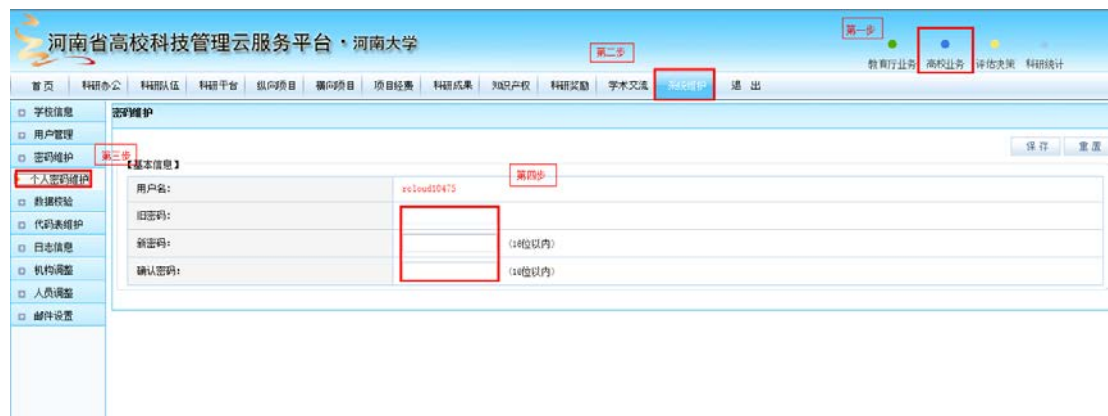 河南省高校科技管理云服务平台·河南大学
第一步
第二步
教育厅业务 高校业务 评估决策 科研统计
首页 科研办公 科研队伍 科研平台 纵向项目 横向项目 项目经费 科研成果 知识产权 科研奖励 学术交流 系统维护 退 出
学校信息
密码维护
用户管理
保存 重置
密码维护
第三步
【基本信息】
第四步
个人密码维护
用户名: rcloud10475
数据校验
旧密码:
代码表维护
新密码: (16位以内)
日志信息
确认密码: (16位以内)
机构调整
人员调整
邮件设置